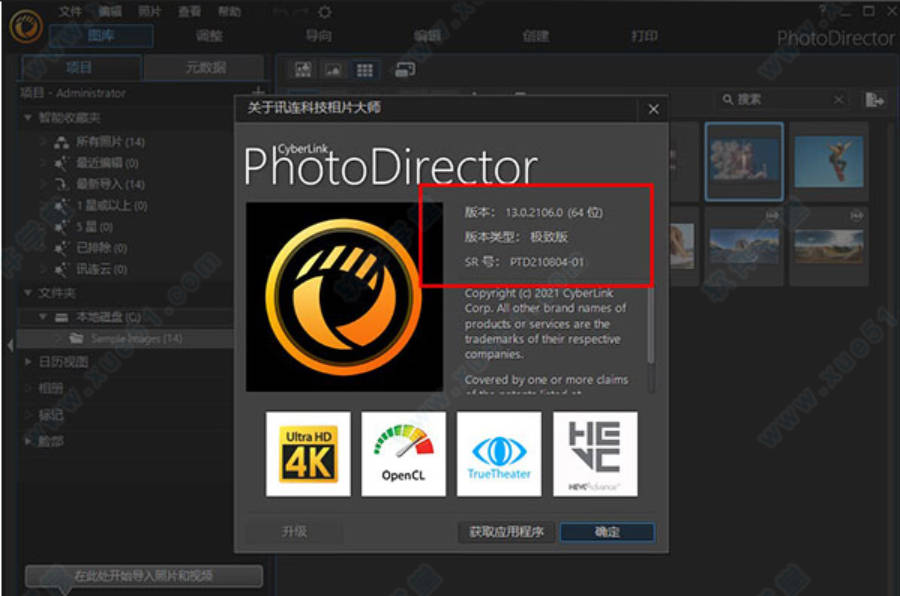 文件 编辑 照片 查看 帮助
图库 调整 导向 编辑 创建 打印 PhotoDirector
项目 元数据
项目 - Administrator
搜索
智能收藏夹
所有照片 (14)
最近编辑 (0)
最新导入 (14)
1 星或以上 (0)
5 星 (0)
已排除 (0)
讯连云 (0)
文件夹
本地磁盘 (C:)
Sample Images (14)
日历视图
相册
标记
脸部
在此处开始导入照片和视频
关于讯连科技相片大师
CyberLink
PhotoDirector
版本： 13.0.2106.0 (64 位)
版本类型： 极致版
SR 号： PTD210804-01
Copyright (c) 2021 CyberLink
Corp. All other brand names of
products or services are the
trademarks of their respective
companies.
Covered by one or more claims
Ultra HD
4K
OpenCL
TrueTheater
HEVC
HEVCAdvance
升级 获取应用程序 确定